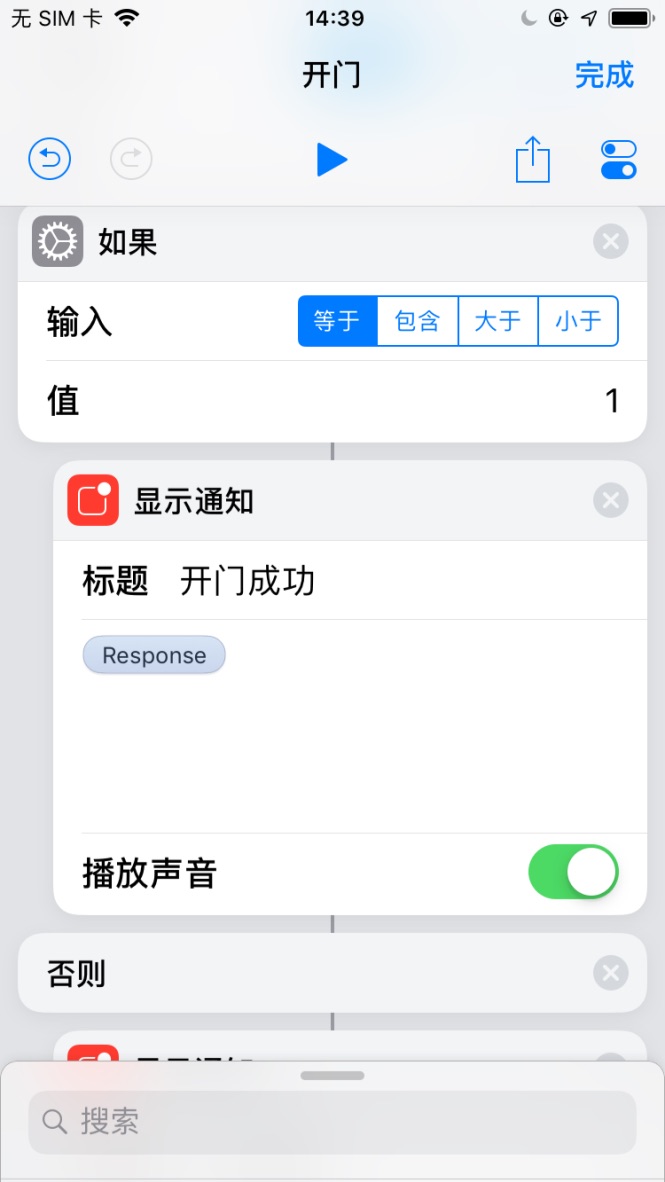 无 SIM 卡 14:39
开门 完成
如果
输入 等于 包含 大于 小于
值 1
显示通知
标题 开门成功
Response
播放声音
否则
搜索